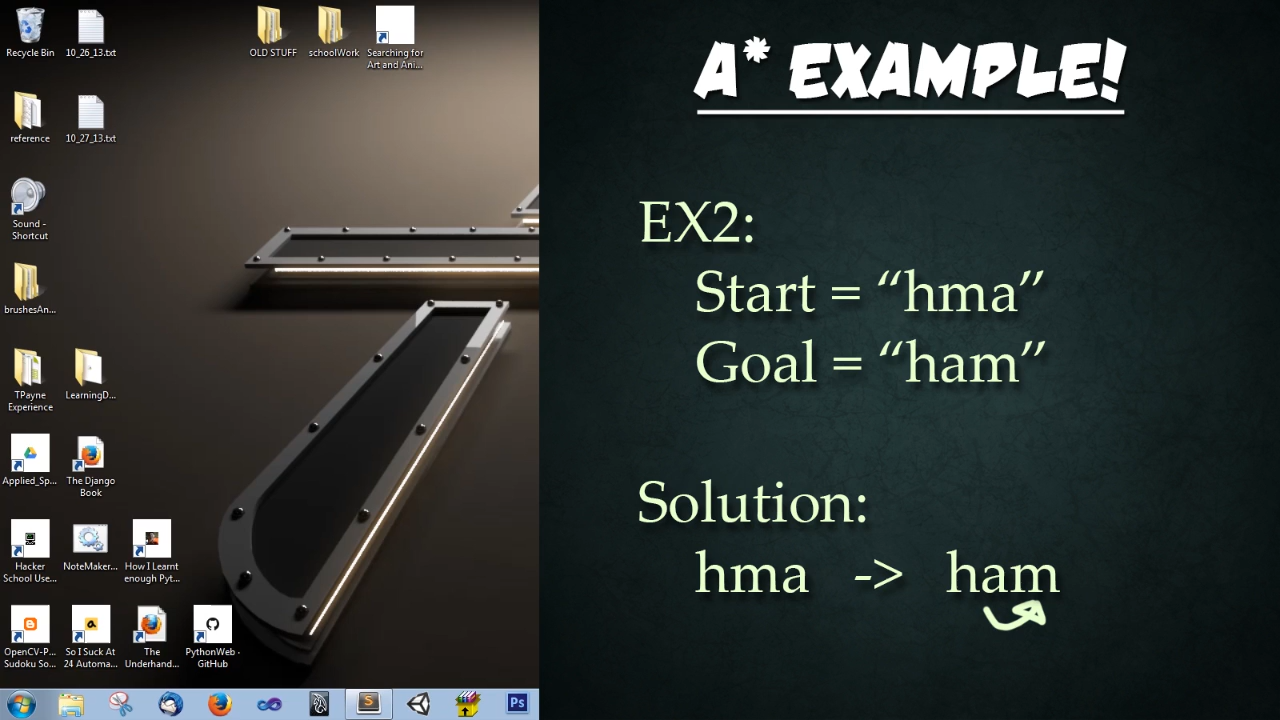 Recycle Bin
10_26_13.txt
OLD STUFF
schoolWork
Searching for
Art and Ani...
reference
10_27_13.txt
Sound -
Shortcut
brushesAn...
TPayne
Experience
LearningD...
Applied_Sp...
The Django
Book
Hacker
School Use...
NoteMaker...
How I Learnt
enough Pyt...
OpenCV-P...
Sudoku So...
So I Suck At
24 Automa...
The
Underhand...
PythonWeb ·
GitHub
S
Ps
A* EXAMPLE!
EX2:
Start = “hma”
Goal = “ham”
Solution:
hma -> ham